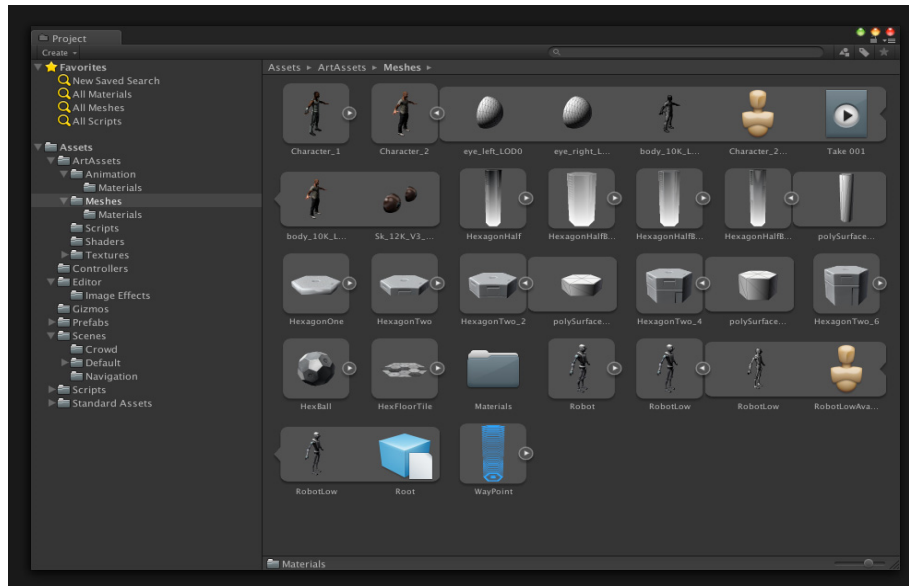 Project
Create
Favorites
New Saved Search
All Materials
All Meshes
All Scripts
Assets
ArtAssets
Animation
Materials
Meshes
Materials
Scripts
Shaders
Textures
Controllers
Editor
Image Effects
Gizmos
Prefabs
Scenes
Crowd
Default
Navigation
Scripts
Standard Assets
Assets ▸ ArtAssets ▸ Meshes ▸
Character_1 Character_2 eye_left_LOD0 eye_right_L... body_10K_L... Character_2... Take 001
body_10K_L... Sk_12K_V3_... HexagonHalf HexagonHalfB... HexagonHalfB... HexagonHalfB... polySurface...
HexagonOne HexagonTwo HexagonTwo_2 polySurface... HexagonTwo_4 polySurface... HexagonTwo_6
HexBall HexFloorTile Materials Robot RobotLow RobotLow RobotLowAva...
RobotLow Root WayPoint
Materials